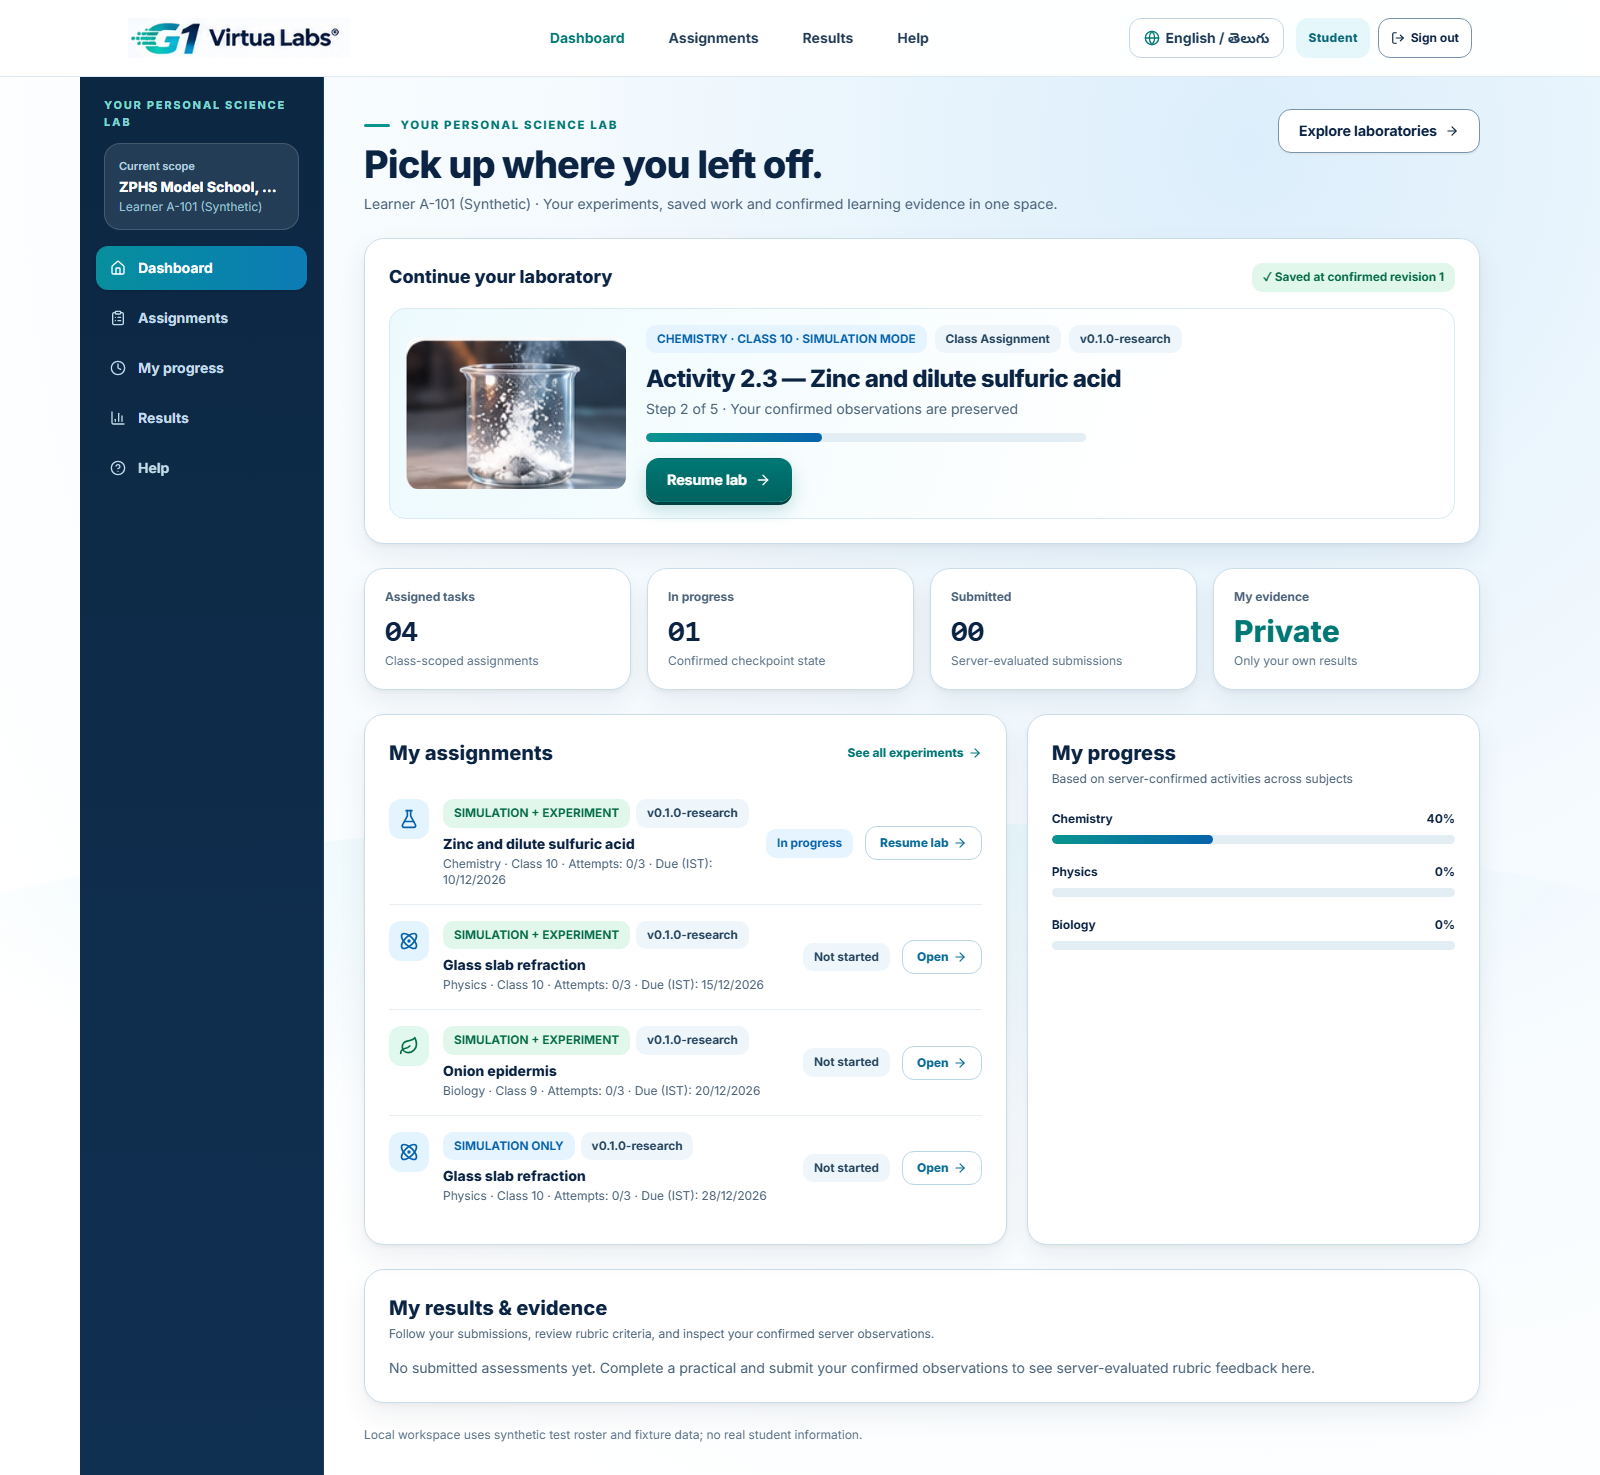 G1 Virtua Labs®
Dashboard
Assignments
Results
Help
English / తెలుగు
Student
Sign out
YOUR PERSONAL SCIENCE
LAB
Current scope
ZPHS Model School, ...
Learner A-101 (Synthetic)
Dashboard
Assignments
My progress
Results
Help
YOUR PERSONAL SCIENCE LAB
Pick up where you left off.
Learner A-101 (Synthetic) · Your experiments, saved work and confirmed learning evidence in one space.
Explore laboratories →
Continue your laboratory
✓ Saved at confirmed revision 1
CHEMISTRY · CLASS 10 · SIMULATION MODE
Class Assignment
v0.1.0-research
Activity 2.3 — Zinc and dilute sulfuric acid
Step 2 of 5 · Your confirmed observations are preserved
Resume lab →
Assigned tasks
04
Class-scoped assignments
In progress
01
Confirmed checkpoint state
Submitted
00
Server-evaluated submissions
My evidence
Private
Only your own results
My assignments
See all experiments →
SIMULATION + EXPERIMENT
v0.1.0-research
Zinc and dilute sulfuric acid
Chemistry · Class 10 · Attempts: 0/3 · Due (IST):
10/12/2026
In progress
Resume lab →
SIMULATION + EXPERIMENT
v0.1.0-research
Glass slab refraction
Physics · Class 10 · Attempts: 0/3 · Due (IST): 15/12/2026
Not started
Open →
SIMULATION + EXPERIMENT
v0.1.0-research
Onion epidermis
Biology · Class 9 · Attempts: 0/3 · Due (IST): 20/12/2026
Not started
Open →
SIMULATION ONLY
v0.1.0-research
Glass slab refraction
Physics · Class 10 · Attempts: 0/3 · Due (IST): 28/12/2026
Not started
Open →
My progress
Based on server-confirmed activities across subjects
Chemistry
40%
Physics
0%
Biology
0%
My results & evidence
Follow your submissions, review rubric criteria, and inspect your confirmed server observations.
No submitted assessments yet. Complete a practical and submit your confirmed observations to see server-evaluated rubric feedback here.
Local workspace uses synthetic test roster and fixture data; no real student information.